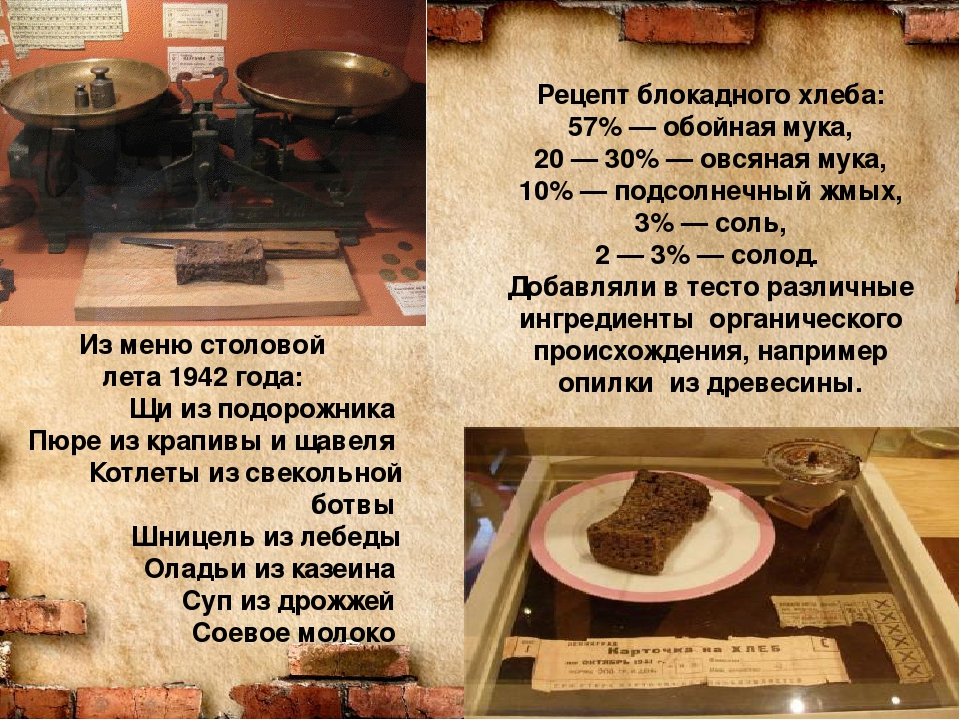 Рецепт блокадного хлеба:
57% — обойная мука,
20 — 30% — овсяная мука,
10% — подсолнечный жмых,
3% — соль,
2 — 3% — солод.
Добавляли в тесто различные
ингредиенты органического
происхождения, например
опилки из древесины.
Из меню столовой
лета 1942 года:
Щи из подорожника
Пюре из крапивы и щавеля
Котлеты из свекольной
ботвы
Шницель из лебеды
Оладьи из казеина
Суп из дрожжей
Соевое молоко
ЛЕНИНГРАД
Карточка на ХЛЕБ
ОКТЯБРЬ 1941 г.